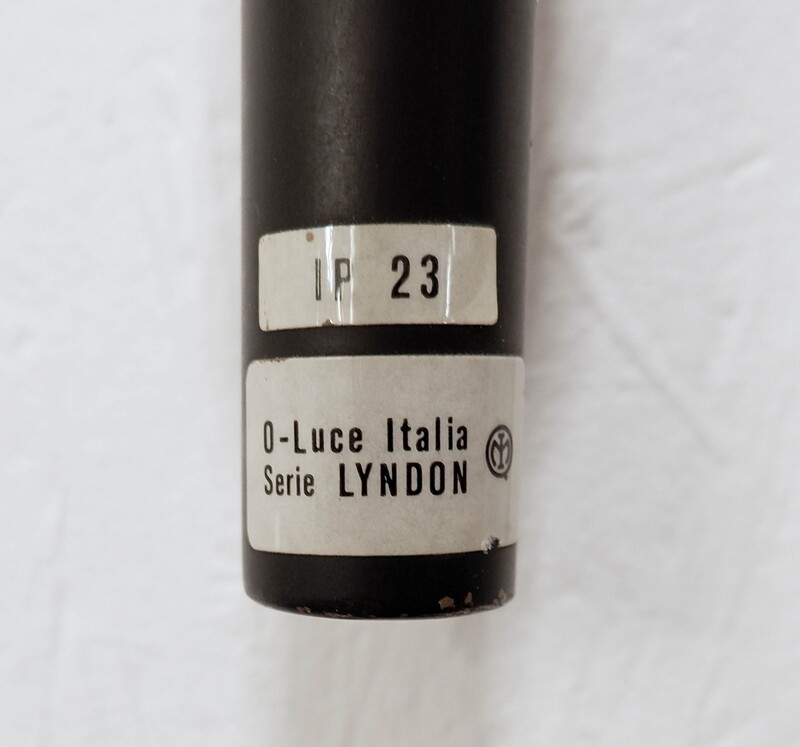 IP 23
O-Luce Italia
Serie LYNDON